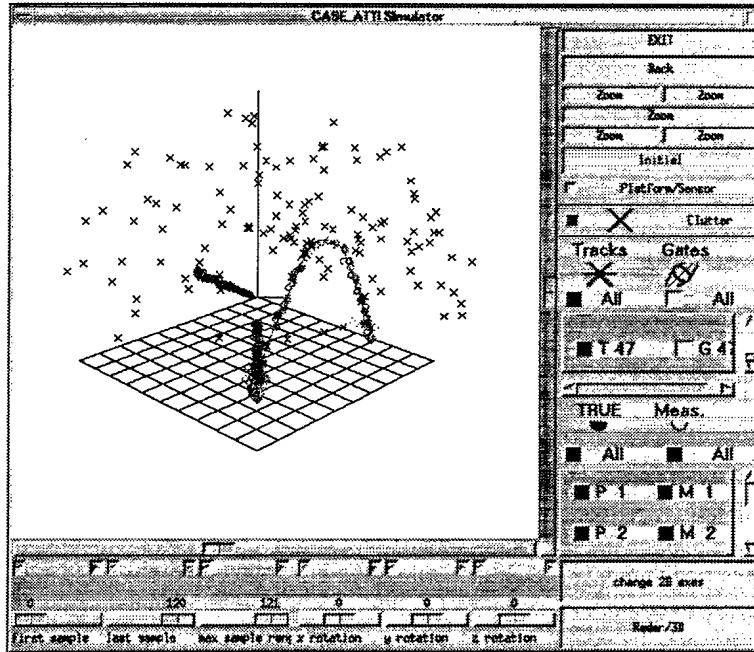 CASE_ATTI Simulator
EXIT
Back
Zoom Zoom
Zoom
Zoom Zoom
Initial
Platform/Sensor
Clutter
Tracks Gates
All All
T 47 G 47
TRUE Meas.
All All
P 1 M 1
P 2 M 2
change 2D axes
Radar/3D
0 120 121 0 0 0
first sample last sample max sample x rotation y rotation z rotation